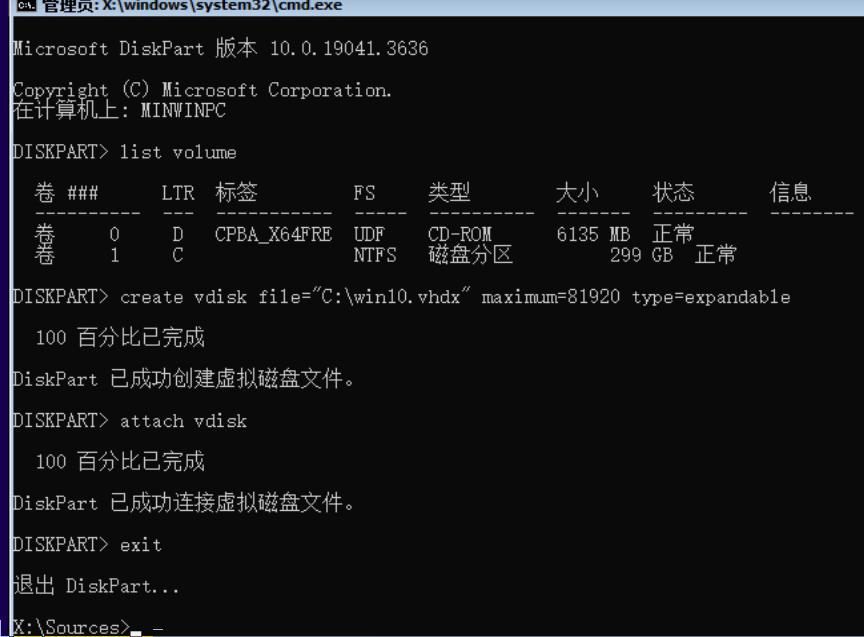 管理员: X:\windows\system32\cmd.exe
Microsoft DiskPart 版本 10.0.19041.3636
Copyright (C) Microsoft Corporation.
在计算机上: MINWINPC
DISKPART> list volume
卷 ### LTR 标签 FS 类型 大小 状态 信息
---------- --- ----------- ----- ---------- ------- --------- --------
卷 0 D CPBA_X64FRE UDF CD-ROM 6135 MB 正常
卷 1 C NTFS 磁盘分区 299 GB 正常
DISKPART> create vdisk file="C:\win10.vhdx" maximum=81920 type=expandable
100 百分比已完成
DiskPart 已成功创建虚拟磁盘文件。
DISKPART> attach vdisk
100 百分比已完成
DiskPart 已成功连接虚拟磁盘文件。
DISKPART> exit
退出 DiskPart...
X:\Sources>